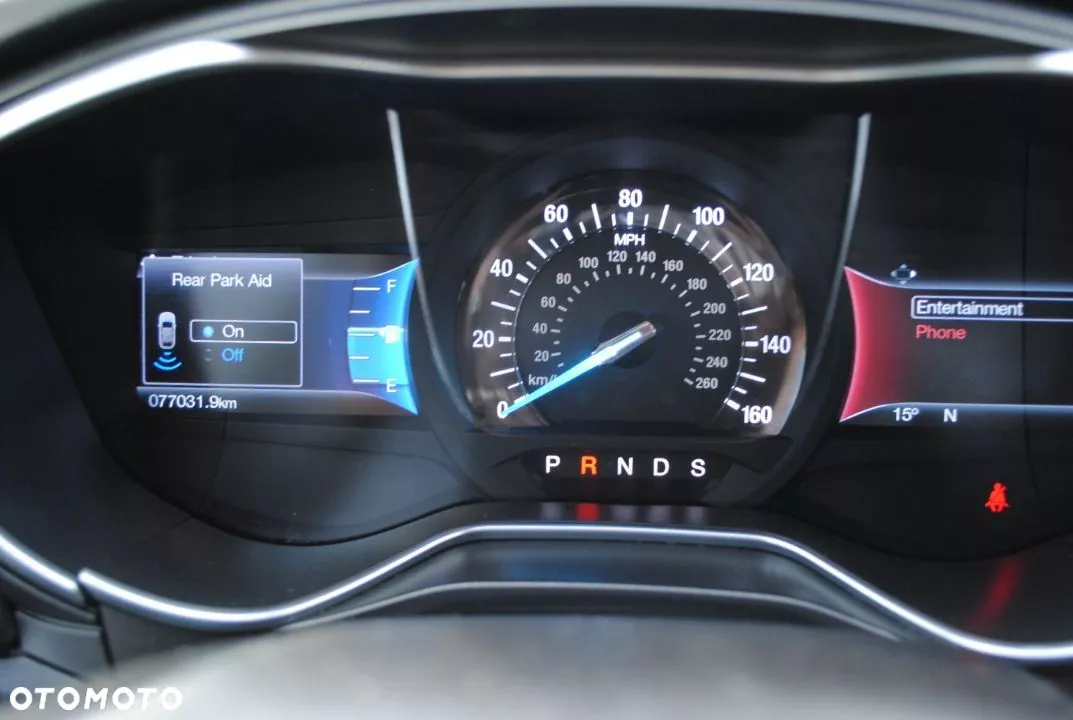 Rear Park Aid
On
Off
F
E
077031.9km
0
20
40
60
80
100
120
140
160
MPH
20
40
60
80
100
120
140
160
180
200
220
240
260
P R N D S
Entertainment
Phone
15° N
OTOMOTO